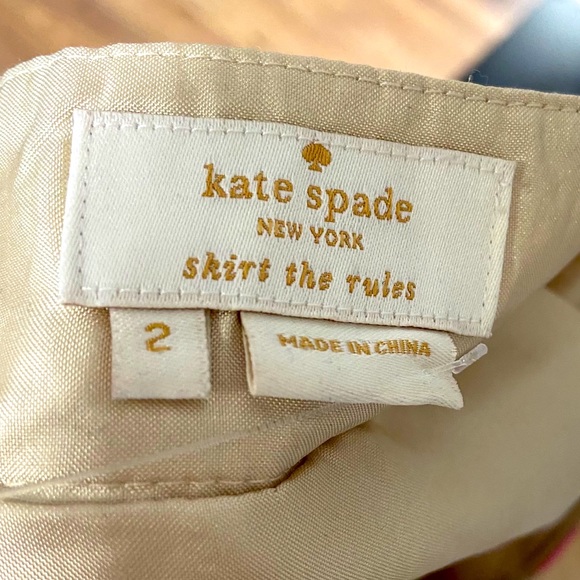 kate spade
NEW YORK
skirt the rules
2
MADE IN CHINA